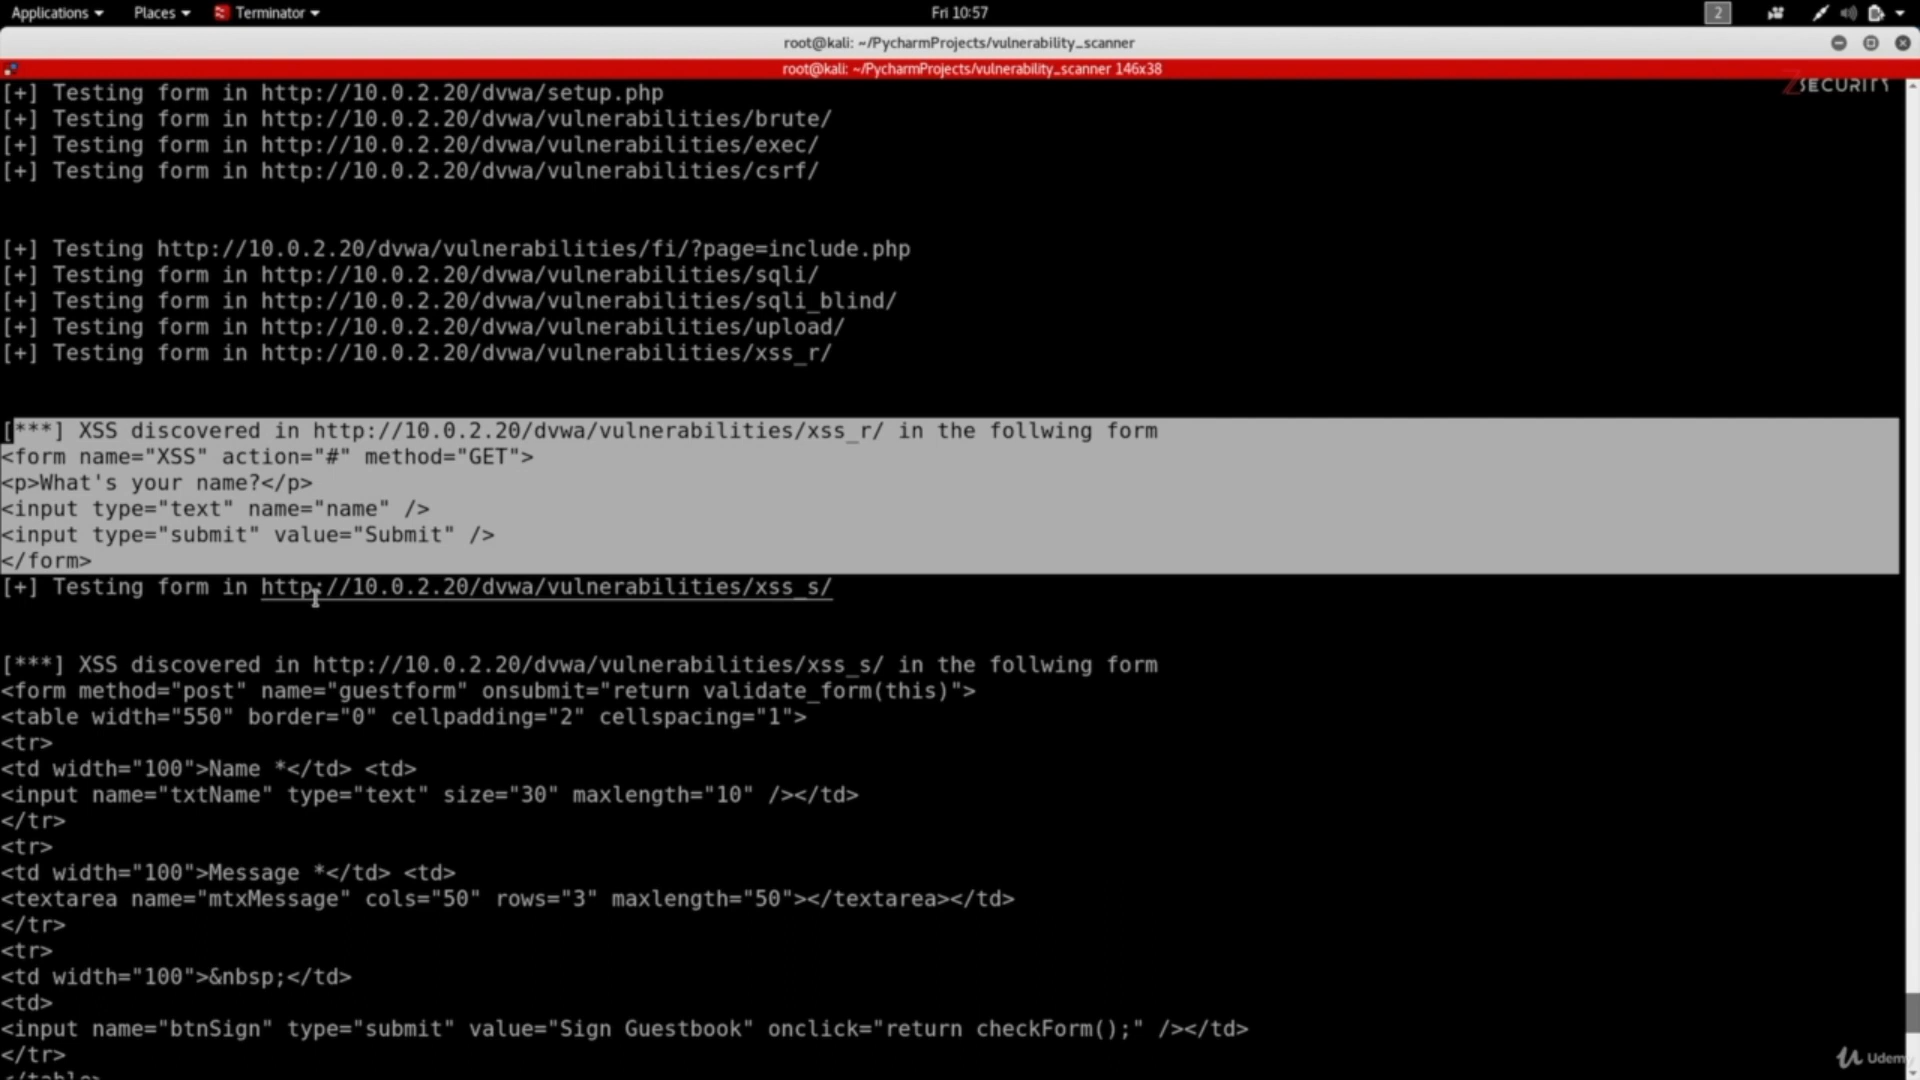 Applications Places Terminator Fri 10:57 2
root@kali: ~/PycharmProjects/vulnerability_scanner
root@kali: ~/PycharmProjects/vulnerability_scanner 146x38
ZSECURITY
[+] Testing form in http://10.0.2.20/dvwa/setup.php
[+] Testing form in http://10.0.2.20/dvwa/vulnerabilities/brute/
[+] Testing form in http://10.0.2.20/dvwa/vulnerabilities/exec/
[+] Testing form in http://10.0.2.20/dvwa/vulnerabilities/csrf/
[+] Testing http://10.0.2.20/dvwa/vulnerabilities/fi/?page=include.php
[+] Testing form in http://10.0.2.20/dvwa/vulnerabilities/sqli/
[+] Testing form in http://10.0.2.20/dvwa/vulnerabilities/sqli_blind/
[+] Testing form in http://10.0.2.20/dvwa/vulnerabilities/upload/
[+] Testing form in http://10.0.2.20/dvwa/vulnerabilities/xss_r/
[***] XSS discovered in http://10.0.2.20/dvwa/vulnerabilities/xss_r/ in the follwing form
<form name="XSS" action="#" method="GET">
<p>What's your name?</p>
<input type="text" name="name" />
<input type="submit" value="Submit" />
</form>
[+] Testing form in http://10.0.2.20/dvwa/vulnerabilities/xss_s/
[***] XSS discovered in http://10.0.2.20/dvwa/vulnerabilities/xss_s/ in the follwing form
<form method="post" name="guestform" onsubmit="return validate_form(this)">
<table width="550" border="0" cellpadding="2" cellspacing="1">
<tr>
<td width="100">Name *</td> <td>
<input name="txtName" type="text" size="30" maxlength="10" /></td>
</tr>
<tr>
<td width="100">Message *</td> <td>
<textarea name="mtxMessage" cols="50" rows="3" maxlength="50"></textarea></td>
</tr>
<tr>
<td width="100">&nbsp;</td>
<td>
<input name="btnSign" type="submit" value="Sign Guestbook" onclick="return checkForm();" /></td>
</tr>
</table>
Udemy